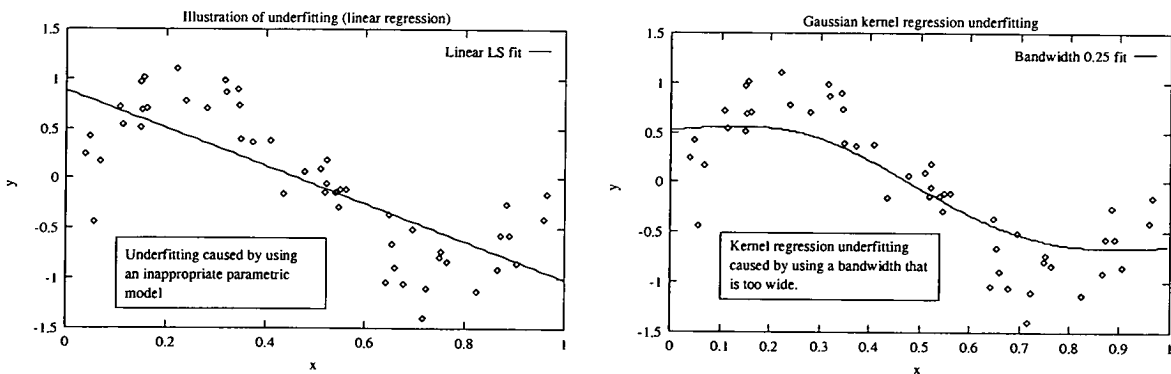 Illustration of underfitting (linear regression)
1.5
1
0.5
0
-0.5
-1
-1.5
y
Linear LS fit
Underfitting caused by using
an inappropriate parametric
model
0
0.2
0.4
0.6
0.8
1
x
Gaussian kernel regression underfitting
1.5
1
0.5
0
-0.5
-1
-1.5
y
Bandwidth 0.25 fit
Kernel regression underfitting
caused by using a bandwidth that
is too wide.
0
0.1
0.2
0.3
0.4
0.5
0.6
0.7
0.8
0.9
1
x